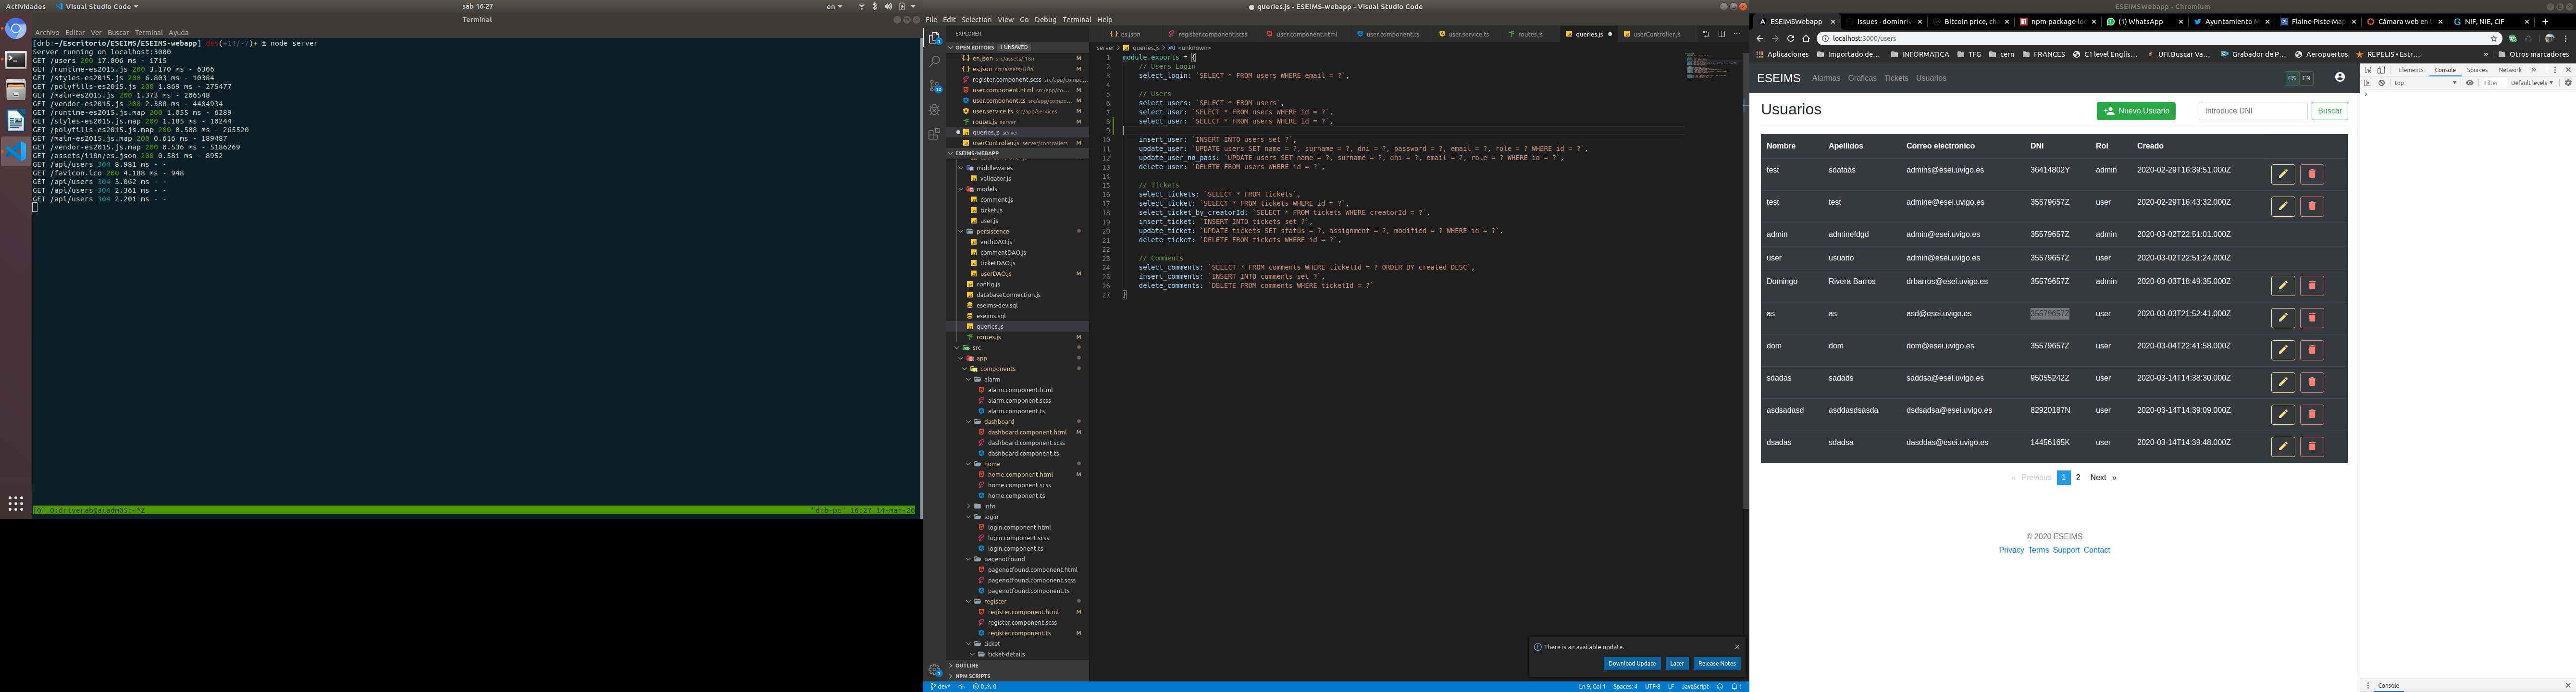 Actividades Visual Studio Code sáb 16:27 en
Terminal
Archivo Editar Ver Buscar Terminal Ayuda
[drb:~/Escritorio/ESEIMS/ESEIMS-webapp] dev(+14/-7)+ ± node server
Server running on localhost:3000
GET /users 200 17.806 ms - 1715
GET /runtime-es2015.js 200 3.170 ms - 6306
GET /styles-es2015.js 200 6.803 ms - 10384
GET /polyfills-es2015.js 200 1.869 ms - 275477
GET /main-es2015.js 200 1.373 ms - 206548
GET /vendor-es2015.js 200 2.388 ms - 4404934
GET /runtime-es2015.js.map 200 1.055 ms - 6289
GET /styles-es2015.js.map 200 1.185 ms - 10244
GET /polyfills-es2015.js.map 200 0.508 ms - 265520
GET /main-es2015.js.map 200 0.616 ms - 189487
GET /vendor-es2015.js.map 200 0.536 ms - 5186269
GET /assets/i18n/es.json 200 0.581 ms - 8952
GET /api/users 304 8.981 ms - -
GET /favicon.ico 200 4.188 ms - 948
GET /api/users 304 3.062 ms - -
GET /api/users 304 2.361 ms - -
GET /api/users 304 2.201 ms - -
[0] 0:driverab@aiadm05:~*Z "drb-pc" 16:27 14-mar-20
● queries.js - ESEIMS-webapp - Visual Studio Code
File Edit Selection View Go Debug Terminal Help
EXPLORER
OPEN EDITORS 1 UNSAVED
en.json src/assets/i18n M
es.json src/assets/i18n M
register.component.scss src/app/compo...
user.component.html src/app/co... M
user.component.ts src/app/compo... M
user.service.ts src/app/services M
routes.js server M
queries.js server
userController.js server/controllers M
ESEIMS-WEBAPP
middlewares
validator.js
models
comment.js
ticket.js
user.js
persistence
authDAO.js
commentDAO.js
ticketDAO.js
userDAO.js M
config.js
databaseConnection.js
eseims-dev.sql
eseims.sql
queries.js
routes.js M
src
app
components
alarm
alarm.component.html
alarm.component.scss
alarm.component.ts
dashboard
dashboard.component.html M
dashboard.component.scss
dashboard.component.ts
home
home.component.html M
home.component.scss
home.component.ts
info
login
login.component.html
login.component.scss
login.component.ts
pagenotfound
pagenotfound.component.html
pagenotfound.component.scss
pagenotfound.component.ts
register
register.component.html M
register.component.scss
register.component.ts M
ticket
ticket-details
OUTLINE
NPM SCRIPTS
es.json register.component.scss user.component.html user.component.ts user.service.ts routes.js queries.js userController.js
server > queries.js > <unknown>
1 module.exports = {
2 // Users Login
3 select_login: `SELECT * FROM users WHERE email = ?`,
4
5 // Users
6 select_users: `SELECT * FROM users`,
7 select_user: `SELECT * FROM users WHERE id = ?`,
8 select_user: `SELECT * FROM users WHERE id = ?`,
9
10 insert_user: `INSERT INTO users set ?`,
11 update_user: `UPDATE users SET name = ?, surname = ?, dni = ?, password = ?, email = ?, role = ? WHERE id = ?`,
12 update_user_no_pass: `UPDATE users SET name = ?, surname = ?, dni = ?, email = ?, role = ? WHERE id = ?`,
13 delete_user: `DELETE FROM users WHERE id = ?`,
14
15 // Tickets
16 select_tickets: `SELECT * FROM tickets`,
17 select_ticket: `SELECT * FROM tickets WHERE id = ?`,
18 select_ticket_by_creatorId: `SELECT * FROM tickets WHERE creatorId = ?`,
19 insert_ticket: `INSERT INTO tickets set ?`,
20 update_ticket: `UPDATE tickets SET status = ?, assignment = ?, modified = ? WHERE id = ?`,
21 delete_ticket: `DELETE FROM tickets WHERE id = ?`,
22
23 // Comments
24 select_comments: `SELECT * FROM comments WHERE ticketId = ? ORDER BY created DESC`,
25 insert_comments: `INSERT INTO comments set ?`,
26 delete_comments: `DELETE FROM comments WHERE ticketId = ?`
27 }
There is an available update.
Download Update Later Release Notes
dev* 0 0 Ln 9, Col 1 Spaces: 4 UTF-8 LF JavaScript 1
ESEIMSWebapp - Chromium
ESEIMSWebapp Issues · dominri Bitcoin price, cha npm-package-loc (1) WhatsApp Ayuntamiento M Flaine-Piste-Map Cámara web en NIF, NIE, CIF
localhost:3000/users
Aplicaciones Importado de... INFORMATICA TFG cern FRANCES C1 level Englis... UFI.Buscar Va... Grabador de P... Aeropuertos REPELIS • Estr... » Otros marcadores
ESEIMS Alarmas Graficas Tickets Usuarios ES EN
Usuarios Nuevo Usuario Introduce DNI Buscar
Nombre Apellidos Correo electronico DNI Rol Creado
test sdafaas admins@esei.uvigo.es 36414802Y admin 2020-02-29T16:39:51.000Z
test test admine@esei.uvigo.es 35579657Z user 2020-02-29T16:43:32.000Z
admin adminefdgd admin@esei.uvigo.es 35579657Z admin 2020-03-02T22:51:01.000Z
user usuario admin@esei.uvigo.es 35579657Z user 2020-03-02T22:51:24.000Z
Domingo Rivera Barros drbarros@esei.uvigo.es 35579657Z admin 2020-03-03T18:49:35.000Z
as as asd@esei.uvigo.es 35579657Z user 2020-03-03T21:52:41.000Z
dom dom dom@esei.uvigo.es 35579657Z user 2020-03-04T22:41:58.000Z
sdadas sadads saddsa@esei.uvigo.es 95055242Z user 2020-03-14T14:38:30.000Z
asdsadasd asddasdsasda dsdsadsa@esei.uvigo.es 82920187N user 2020-03-14T14:39:09.000Z
dsadas sdadsa dasddas@esei.uvigo.es 14456165K user 2020-03-14T14:39:48.000Z
« Previous 1 2 Next »
© 2020 ESEIMS
Privacy Terms Support Contact
Elements Console Sources Network »
top Filter Default levels
Console